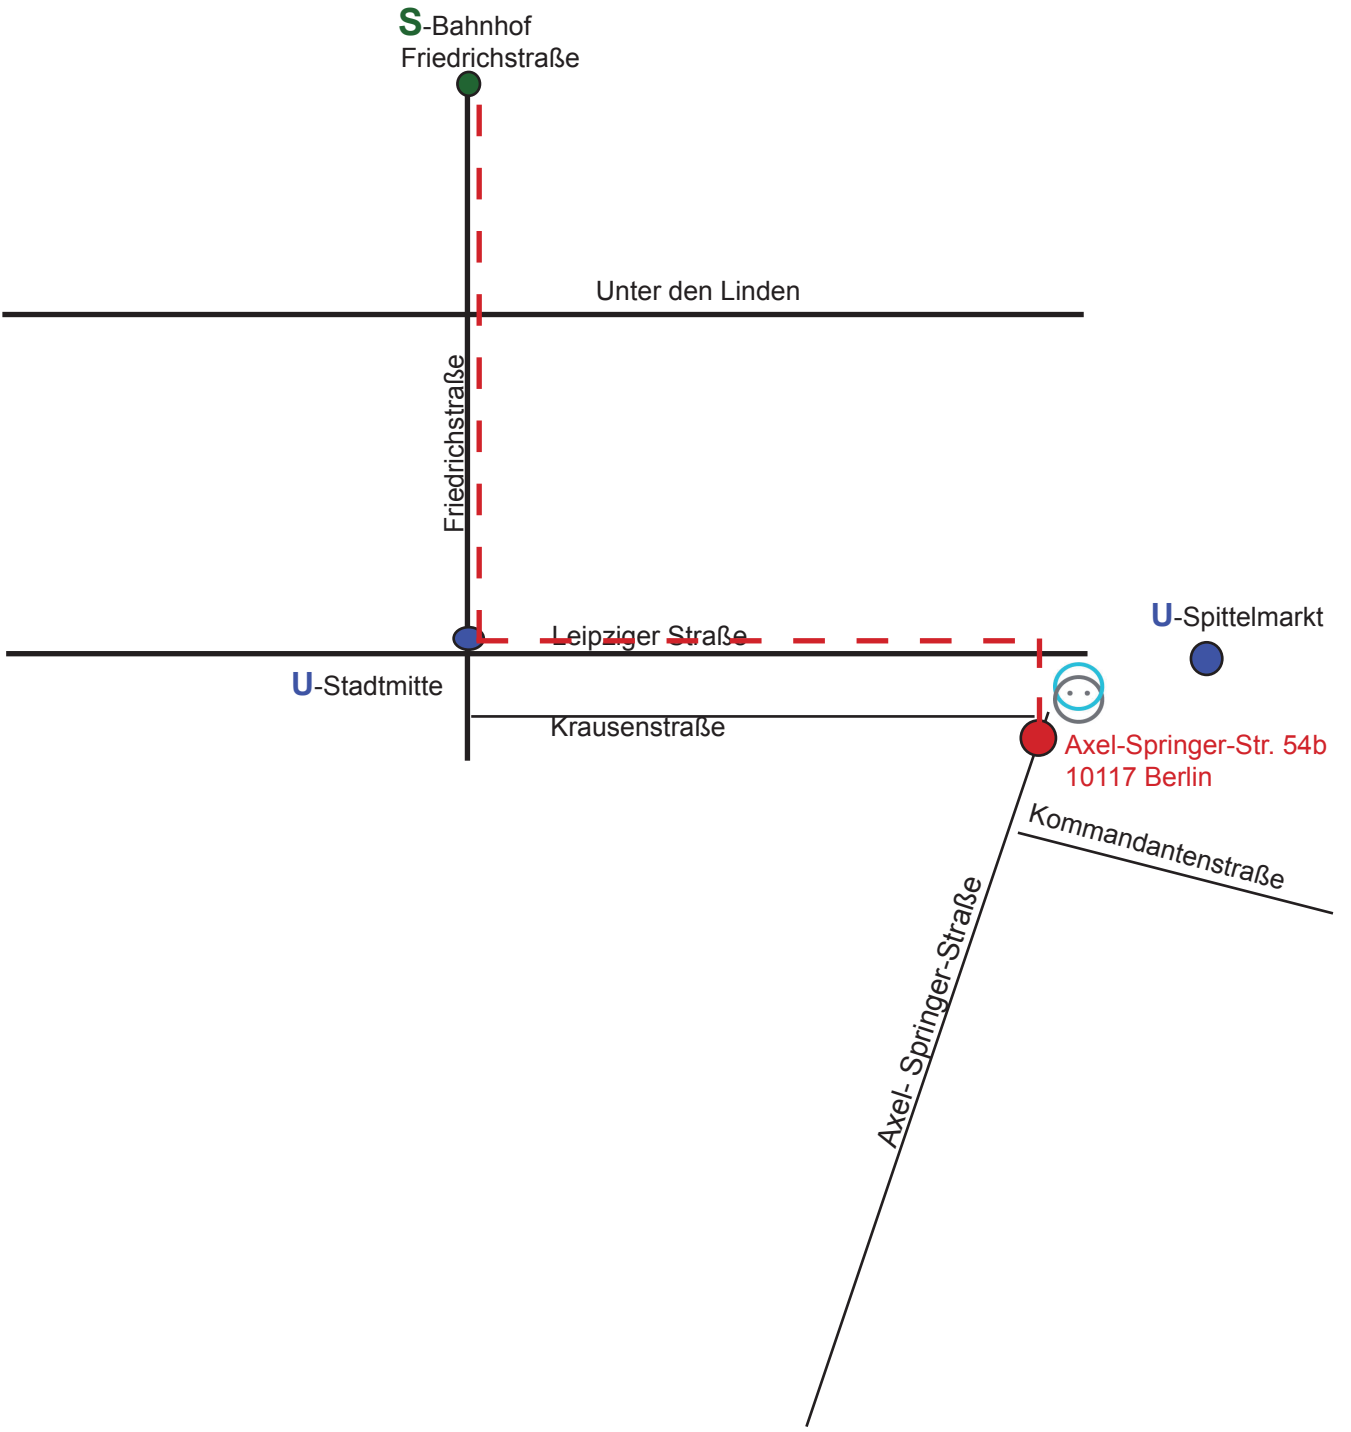 S-Bahnhof
Friedrichstraße
Unter den Linden
Friedrichstraße
Leipziger Straße
U-Spittelmarkt
U-Stadtmitte
Krausenstraße
Axel-Springer-Str. 54b
10117 Berlin
Kommandantenstraße
Axel- Springer-Straße